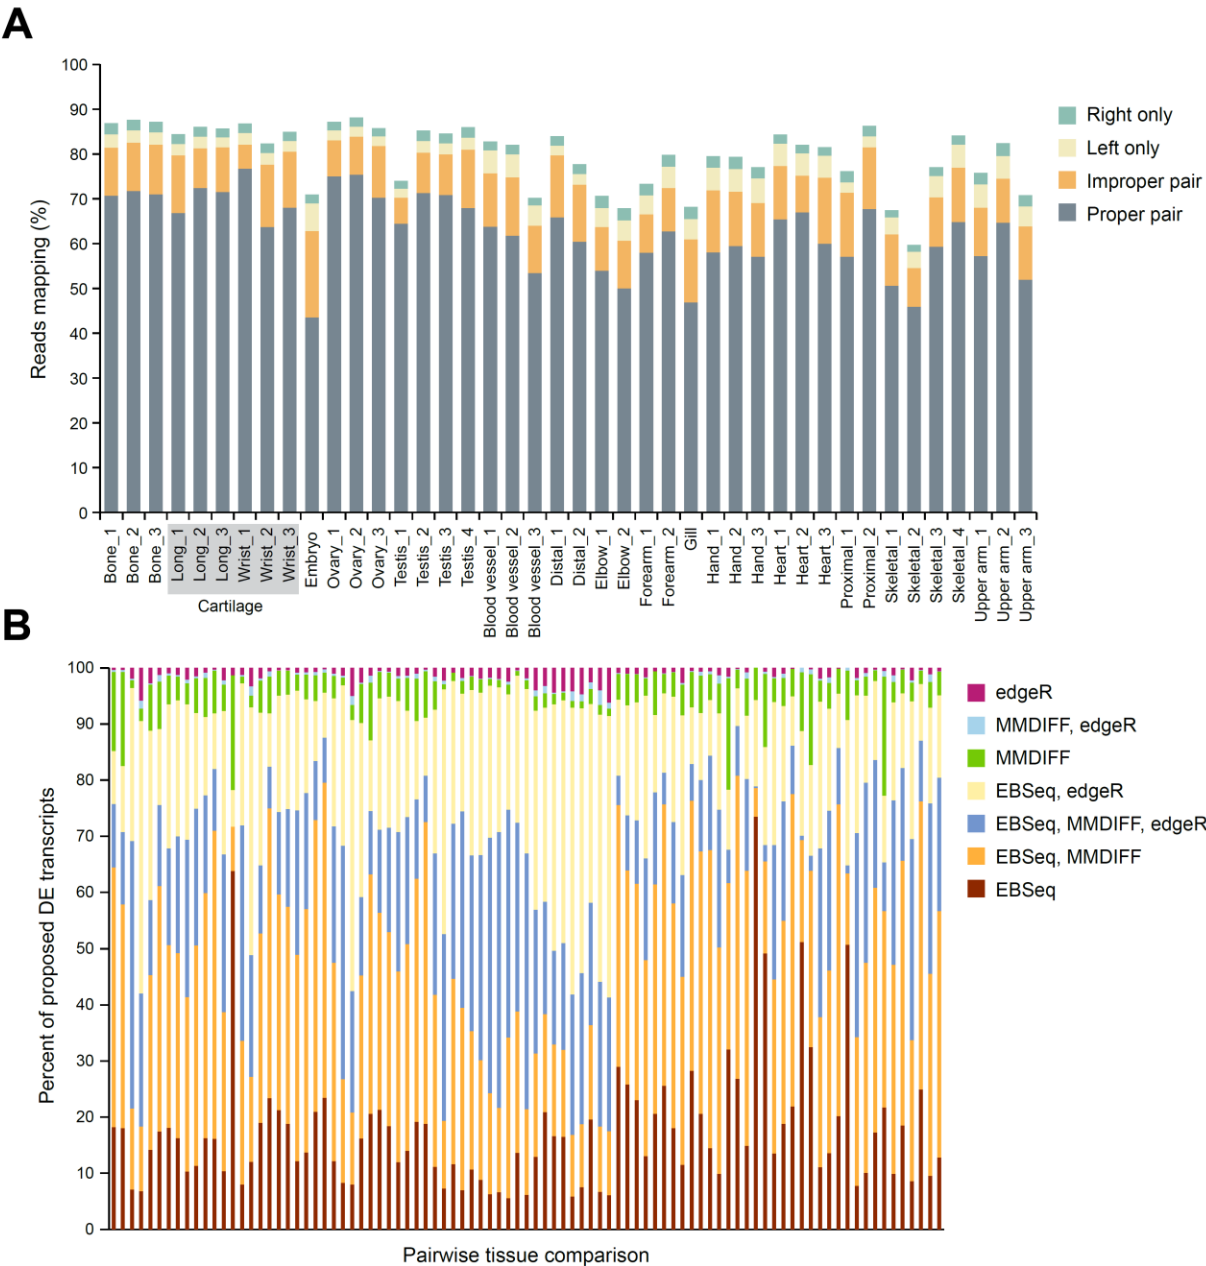 A
100
90
80
70
60
50
40
30
20
10
0
Reads mapping (%)
Right only
Left only
Improper pair
Proper pair
Bone_1
Bone_2
Bone_3
Long_1
Long_2
Long_3
Wrist_1
Wrist_2
Wrist_3
Embryo
Ovary_1
Ovary_2
Ovary_3
Testis_1
Testis_2
Testis_3
Testis_4
Blood vessel_1
Blood vessel_2
Blood vessel_3
Distal_1
Distal_2
Elbow_1
Elbow_2
Forearm_1
Forearm_2
Gill
Hand_1
Hand_2
Hand_3
Heart_1
Heart_2
Heart_3
Proximal_1
Proximal_2
Skeletal_1
Skeletal_2
Skeletal_3
Skeletal_4
Upper arm_1
Upper arm_2
Upper arm_3
Cartilage
B
100
90
80
70
60
50
40
30
20
10
0
Percent of proposed DE transcripts
edgeR
MMDIFF, edgeR
MMDIFF
EBSeq, edgeR
EBSeq, MMDIFF, edgeR
EBSeq, MMDIFF
EBSeq
Pairwise tissue comparison